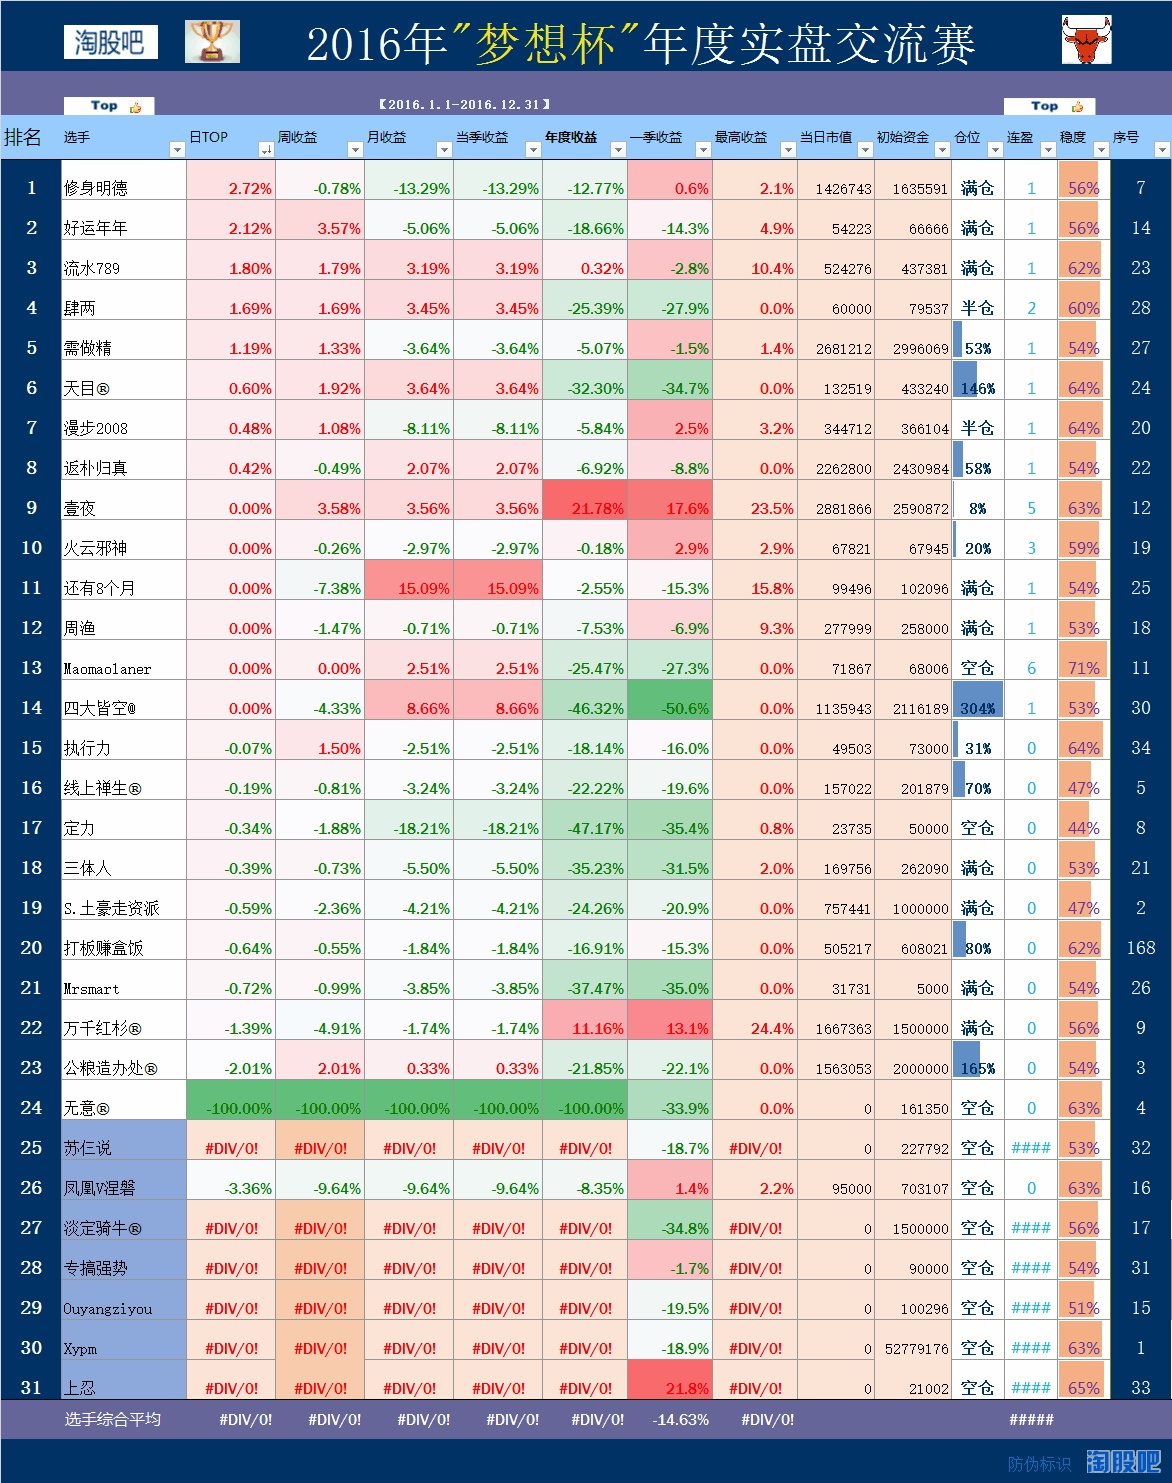 淘股吧 2016年"梦想杯"年度实盘交流赛
Top 【2016.1.1-2016.12.31】 Top
排名 选手 日TOP 周收益 月收益 当季收益 年度收益 一季收益 最高收益 当日市值 初始资金 仓位 连盈 稳度 序号
1 修身明德 2.72% -0.78% -13.29% -13.29% -12.77% 0.6% 2.1% 1426743 1635591 满仓 1 56% 7
2 好运年年 2.12% 3.57% -5.06% -5.06% -18.66% -14.3% 4.9% 54223 66666 满仓 1 56% 14
3 流水789 1.80% 1.79% 3.19% 3.19% 0.32% -2.8% 10.4% 524276 437381 满仓 1 62% 23
4 肆两 1.69% 1.69% 3.45% 3.45% -25.39% -27.9% 0.0% 60000 79537 半仓 2 60% 28
5 需做精 1.19% 1.33% -3.64% -3.64% -5.07% -1.5% 1.4% 2681212 2996069 53% 1 54% 27
6 天目® 0.60% 1.92% 3.64% 3.64% -32.30% -34.7% 0.0% 132519 433240 146% 1 64% 24
7 漫步2008 0.48% 1.08% -8.11% -8.11% -5.84% 2.5% 3.2% 344712 366104 半仓 1 64% 20
8 返朴归真 0.42% -0.49% 2.07% 2.07% -6.92% -8.8% 0.0% 2262800 2430984 58% 1 54% 22
9 壹夜 0.00% 3.58% 3.56% 3.56% 21.78% 17.6% 23.5% 2881866 2590872 8% 5 63% 12
10 火云邪神 0.00% -0.26% -2.97% -2.97% -0.18% 2.9% 2.9% 67821 67945 20% 3 59% 19
11 还有8个月 0.00% -7.38% 15.09% 15.09% -2.55% -15.3% 15.8% 99496 102096 满仓 1 54% 25
12 周渔 0.00% -1.47% -0.71% -0.71% -7.53% -6.9% 9.3% 277999 258000 满仓 1 53% 18
13 Maomaolaner 0.00% 0.00% 2.51% 2.51% -25.47% -27.3% 0.0% 71867 68006 空仓 6 71% 11
14 四大皆空@ 0.00% -4.33% 8.66% 8.66% -46.32% -50.6% 0.0% 1135943 2116189 304% 1 53% 30
15 执行力 -0.07% 1.50% -2.51% -2.51% -18.14% -16.0% 0.0% 49503 73000 31% 0 64% 34
16 线上禅生® -0.19% -0.81% -3.24% -3.24% -22.22% -19.6% 0.0% 157022 201879 70% 0 47% 5
17 定力 -0.34% -1.88% -18.21% -18.21% -47.17% -35.4% 0.8% 23735 50000 空仓 0 44% 8
18 三体人 -0.39% -0.73% -5.50% -5.50% -35.23% -31.5% 2.0% 169756 262090 满仓 0 53% 21
19 S.土豪走资派 -0.59% -2.36% -4.21% -4.21% -24.26% -20.9% 0.0% 757441 1000000 满仓 0 47% 2
20 打板赚盒饭 -0.64% -0.55% -1.84% -1.84% -16.91% -15.3% 0.0% 505217 608021 80% 0 62% 168
21 Mrsmart -0.72% -0.99% -3.85% -3.85% -37.47% -35.0% 0.0% 31731 5000 满仓 0 54% 26
22 万千红杉® -1.39% -4.91% -1.74% -1.74% 11.16% 13.1% 24.4% 1667363 1500000 满仓 0 56% 9
23 公粮造办处® -2.01% 2.01% 0.33% 0.33% -21.85% -22.1% 0.0% 1563053 2000000 165% 0 54% 3
24 无意® -100.00% -100.00% -100.00% -100.00% -100.00% -33.9% 0.0% 0 161350 空仓 0 63% 4
25 苏仨说 #DIV/0! #DIV/0! #DIV/0! #DIV/0! #DIV/0! -18.7% #DIV/0! 0 227792 空仓 #### 53% 32
26 凤凰V涅磐 -3.36% -9.64% -9.64% -9.64% -8.35% 1.4% 2.2% 95000 703107 空仓 0 63% 16
27 淡定骑牛® #DIV/0! #DIV/0! #DIV/0! #DIV/0! #DIV/0! -34.8% #DIV/0! 0 1500000 空仓 #### 56% 17
28 专搞强势 #DIV/0! #DIV/0! #DIV/0! #DIV/0! #DIV/0! -1.7% #DIV/0! 0 90000 空仓 #### 54% 31
29 Ouyangziyou #DIV/0! #DIV/0! #DIV/0! #DIV/0! #DIV/0! -19.5% #DIV/0! 0 100296 空仓 #### 51% 15
30 Xypm #DIV/0! #DIV/0! #DIV/0! #DIV/0! #DIV/0! -18.9% #DIV/0! 0 52779176 空仓 #### 63% 1
31 上忍 #DIV/0! #DIV/0! #DIV/0! #DIV/0! #DIV/0! 21.8% #DIV/0! 0 21002 空仓 #### 65% 33
选手综合平均 #DIV/0! #DIV/0! #DIV/0! #DIV/0! #DIV/0! -14.63% #DIV/0! #####
防伪标识 淘股吧